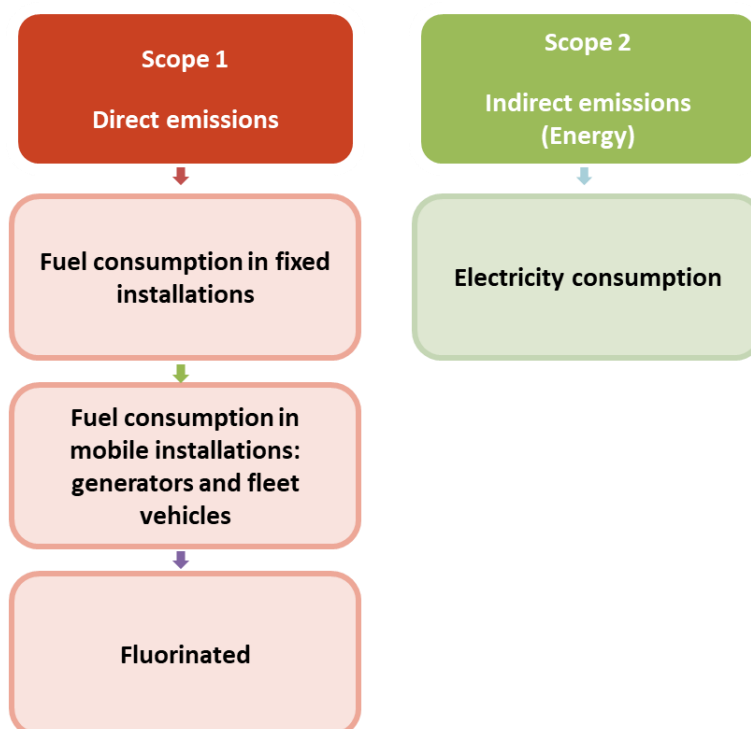 Scope 1
Direct emissions
Fuel consumption in fixed
installations
Fuel consumption in
mobile installations:
generators and fleet
vehicles
Fluorinated
Scope 2
Indirect emissions
(Energy)
Electricity consumption